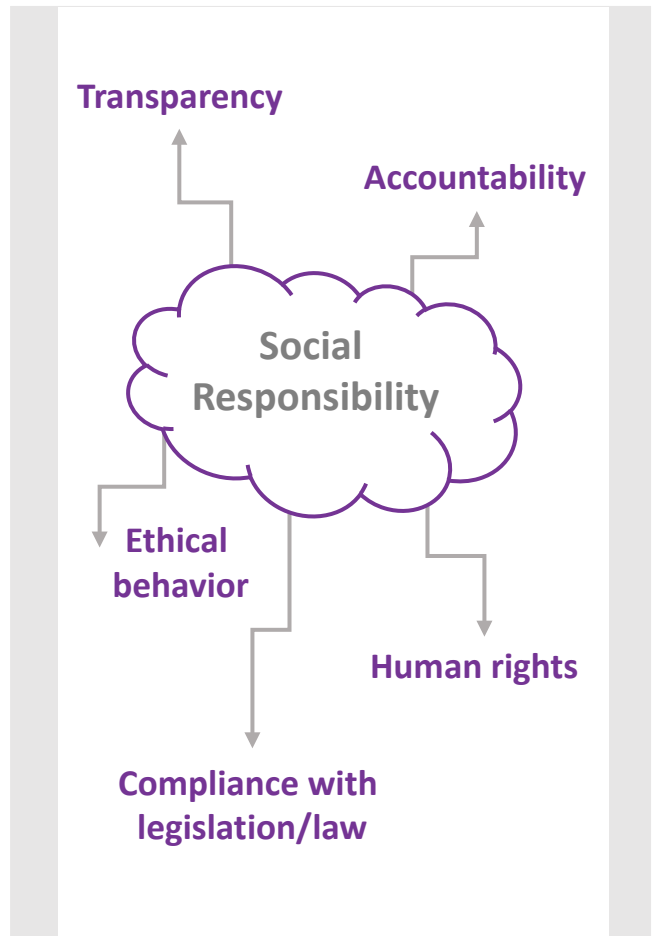 Transparency
Accountability
Social
Responsibility
Ethical
behavior
Human rights
Compliance with
legislation/law